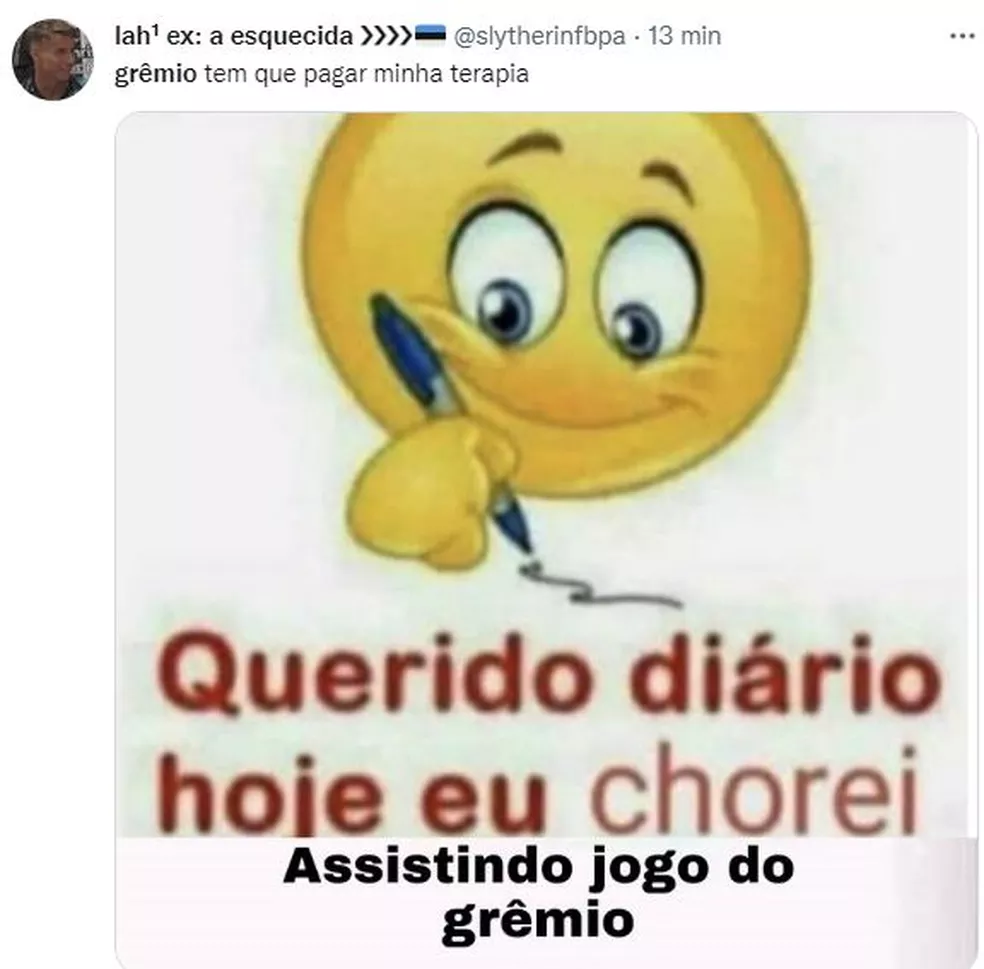 lah¹ ex: a esquecida ❯❯❯❯🇪🇪 @slytherinfbpa · 13 min
grêmio tem que pagar minha terapia
Querido diário
hoje eu chorei
Assistindo jogo do
grêmio